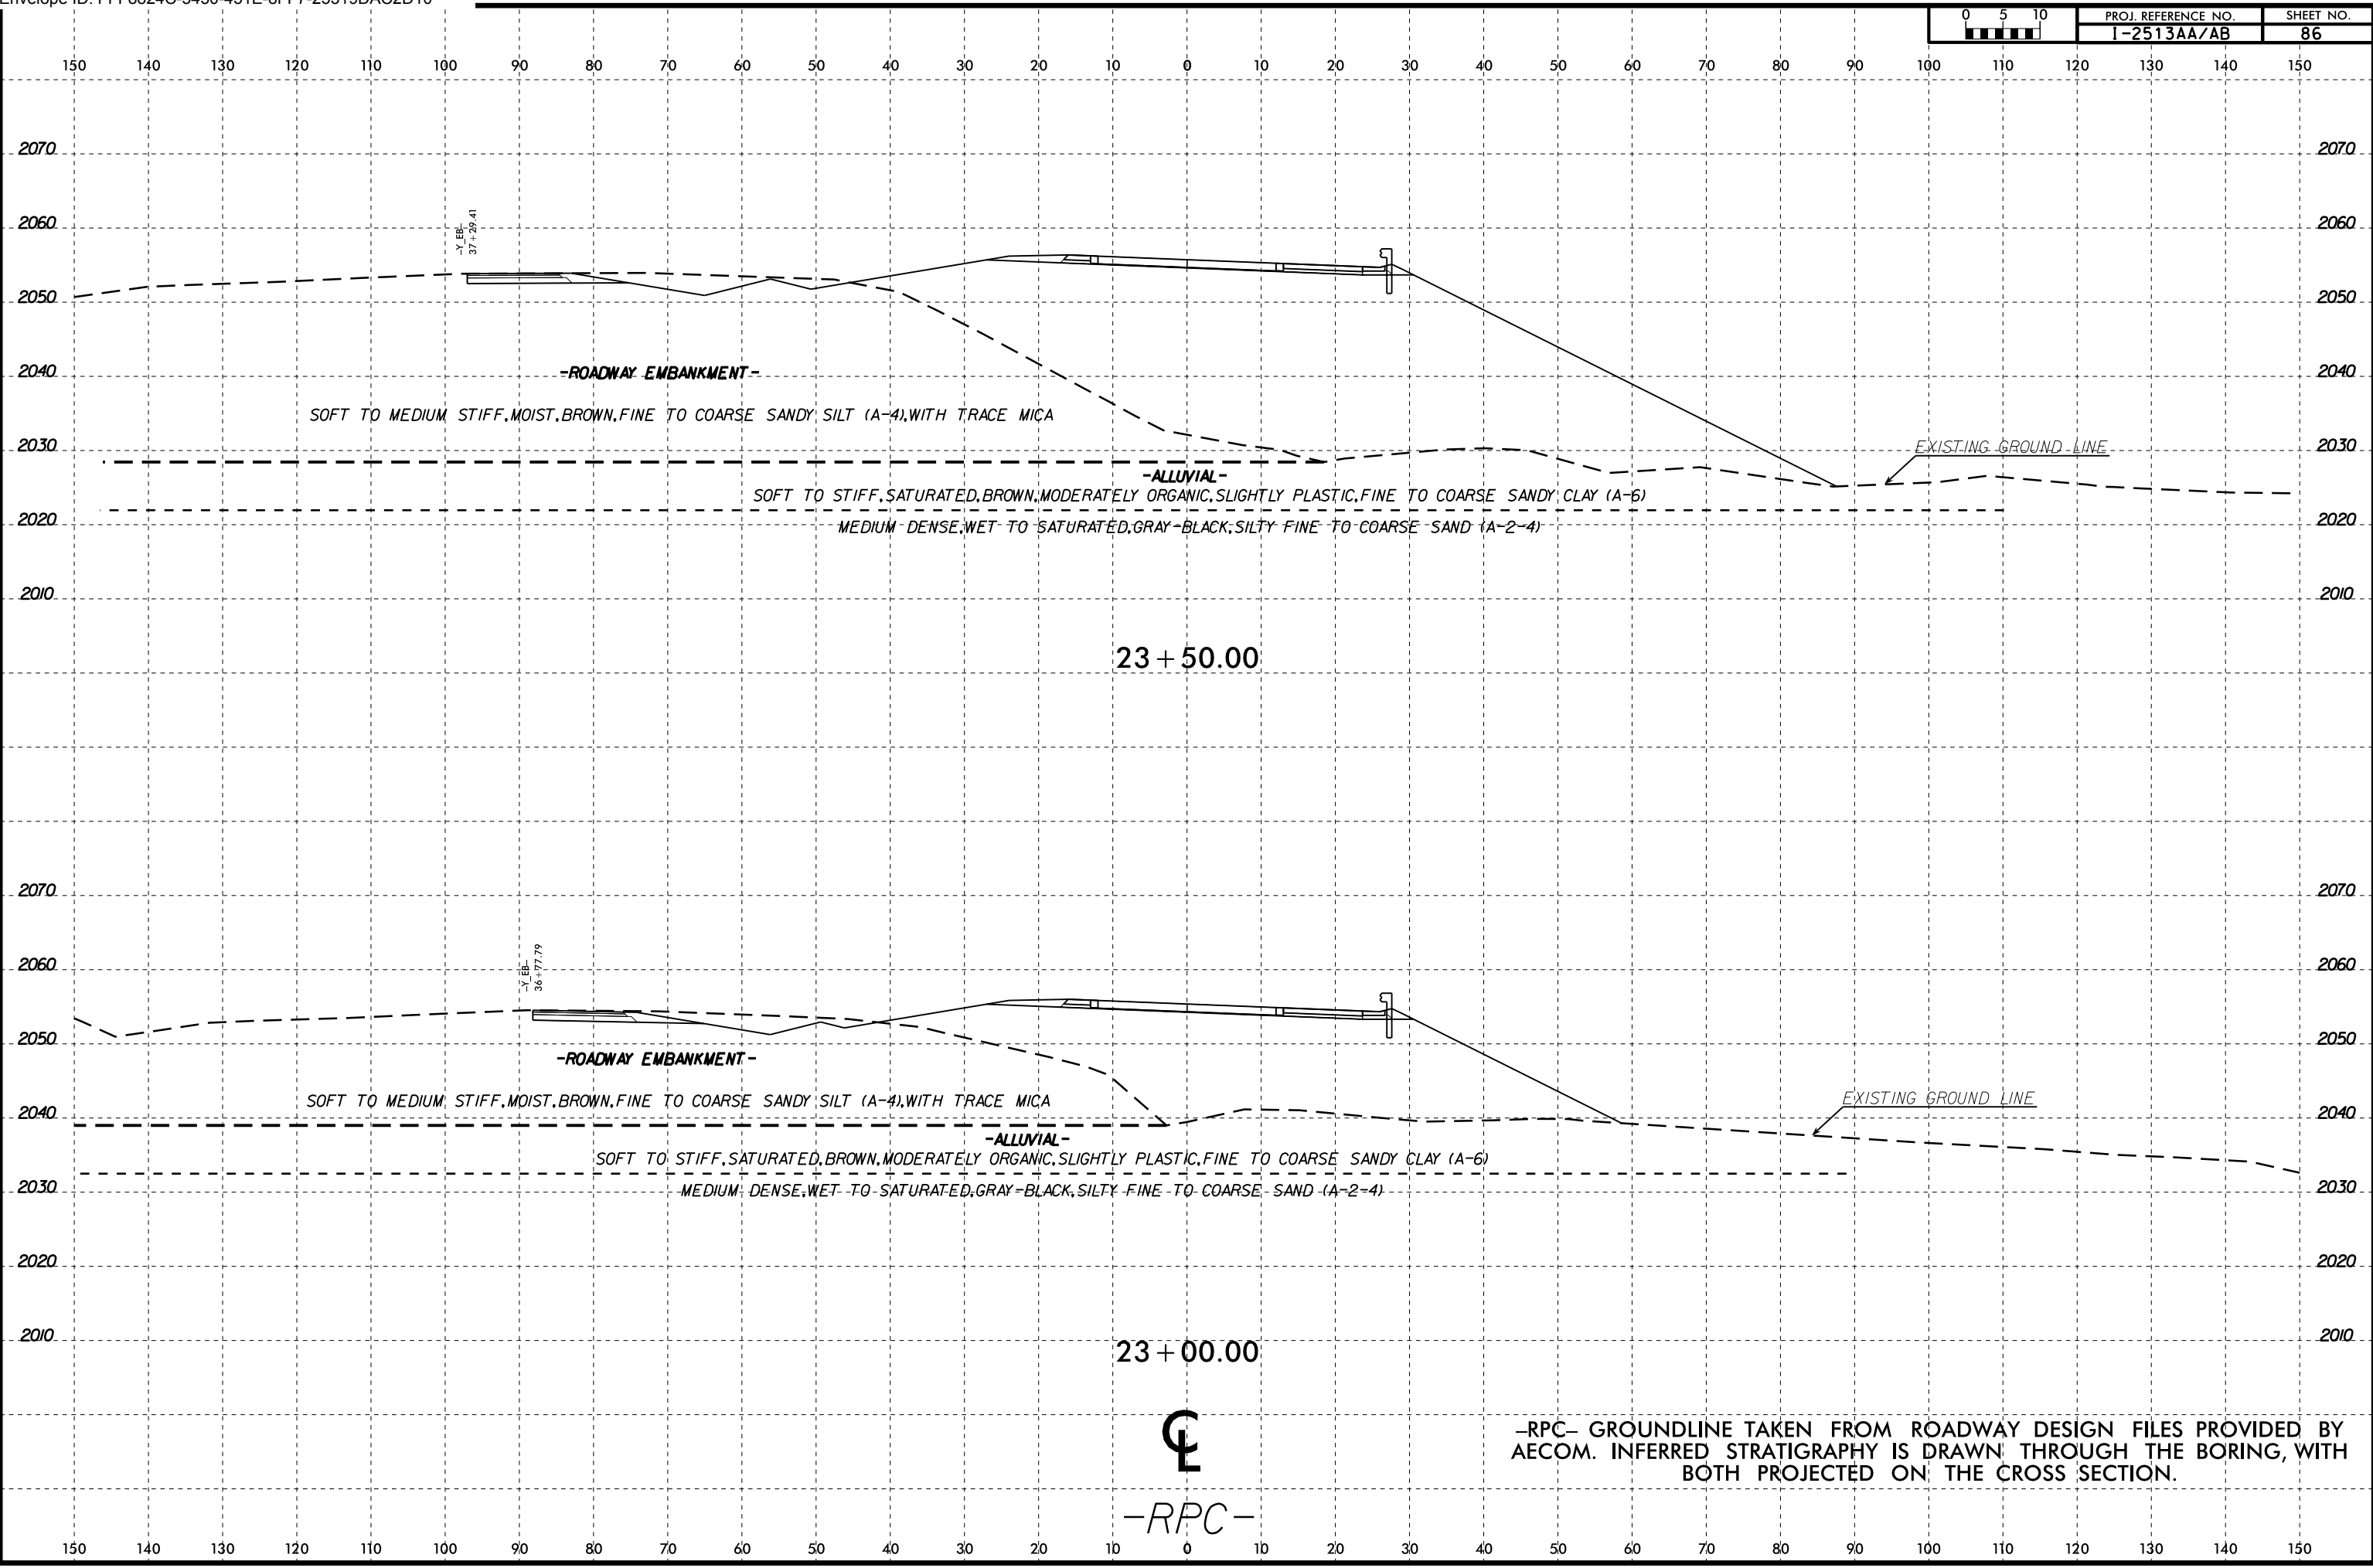 0 5 10
PROJ. REFERENCE NO.
SHEET NO.
I-2513AA/AB
86
150 140 130 120 110 100 90 80 70 60 50 40 30 20 10 0 10 20 30 40 50 60 70 80 90 100 110 120 130 140 150
2070 2070
2060 2060
-Y_EB-
37+29.41
2050 2050
2040 2040
-ROADWAY EMBANKMENT-
SOFT TO MEDIUM STIFF,MOIST,BROWN,FINE TO COARSE SANDY SILT (A-4),WITH TRACE MICA
2030 2030
EXISTING GROUND LINE
-ALLUVIAL-
SOFT TO STIFF,SATURATED,BROWN,MODERATELY ORGANIC,SLIGHTLY PLASTIC,FINE TO COARSE SANDY CLAY (A-6)
2020 2020
MEDIUM DENSE,WET TO SATURATED,GRAY-BLACK,SILTY FINE TO COARSE SAND (A-2-4)
2010 2010
23+50.00
2070 2070
2060 2060
-Y_EB-
36+77.79
2050 2050
-ROADWAY EMBANKMENT-
SOFT TO MEDIUM STIFF,MOIST,BROWN,FINE TO COARSE SANDY SILT (A-4),WITH TRACE MICA
EXISTING GROUND LINE
2040 2040
-ALLUVIAL-
SOFT TO STIFF,SATURATED,BROWN,MODERATELY ORGANIC,SLIGHTLY PLASTIC,FINE TO COARSE SANDY CLAY (A-6)
2030 2030
MEDIUM DENSE,WET TO SATURATED,GRAY-BLACK,SILTY FINE TO COARSE SAND (A-2-4)
2020 2020
2010 2010
23+00.00
℄
-RPC-
-RPC- GROUNDLINE TAKEN FROM ROADWAY DESIGN FILES PROVIDED BY
AECOM. INFERRED STRATIGRAPHY IS DRAWN THROUGH THE BORING, WITH
BOTH PROJECTED ON THE CROSS SECTION.
150 140 130 120 110 100 90 80 70 60 50 40 30 20 10 0 10 20 30 40 50 60 70 80 90 100 110 120 130 140 150